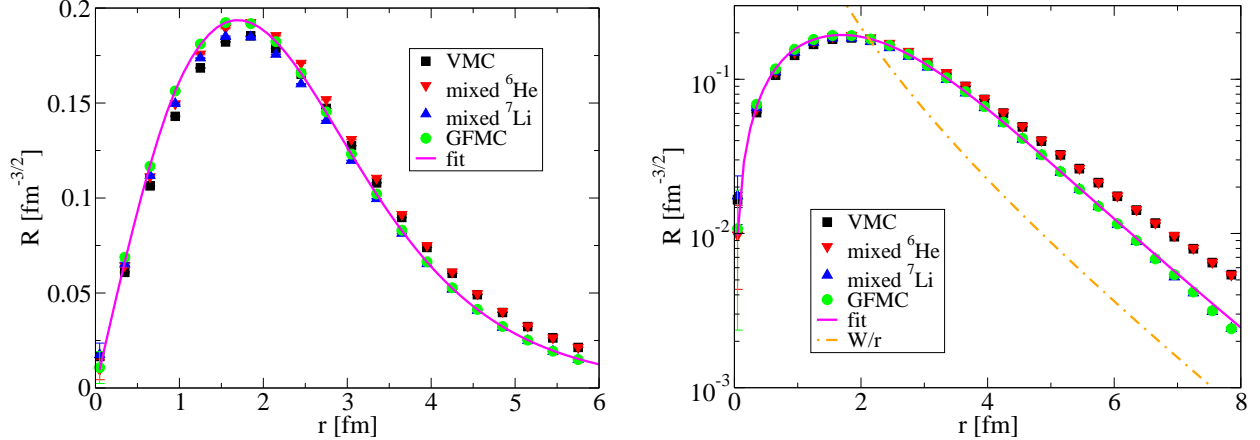 0.2
0.15
0.1
0.05
0
R [fm⁻³/²]
VMC
mixed ⁶He
mixed ⁷Li
GFMC
fit
0 1 2 3 4 5 6
r [fm]
10⁻¹
10⁻²
10⁻³
R [fm⁻³/²]
VMC
mixed ⁶He
mixed ⁷Li
GFMC
fit
W/r
0 2 4 6 8
r [fm]